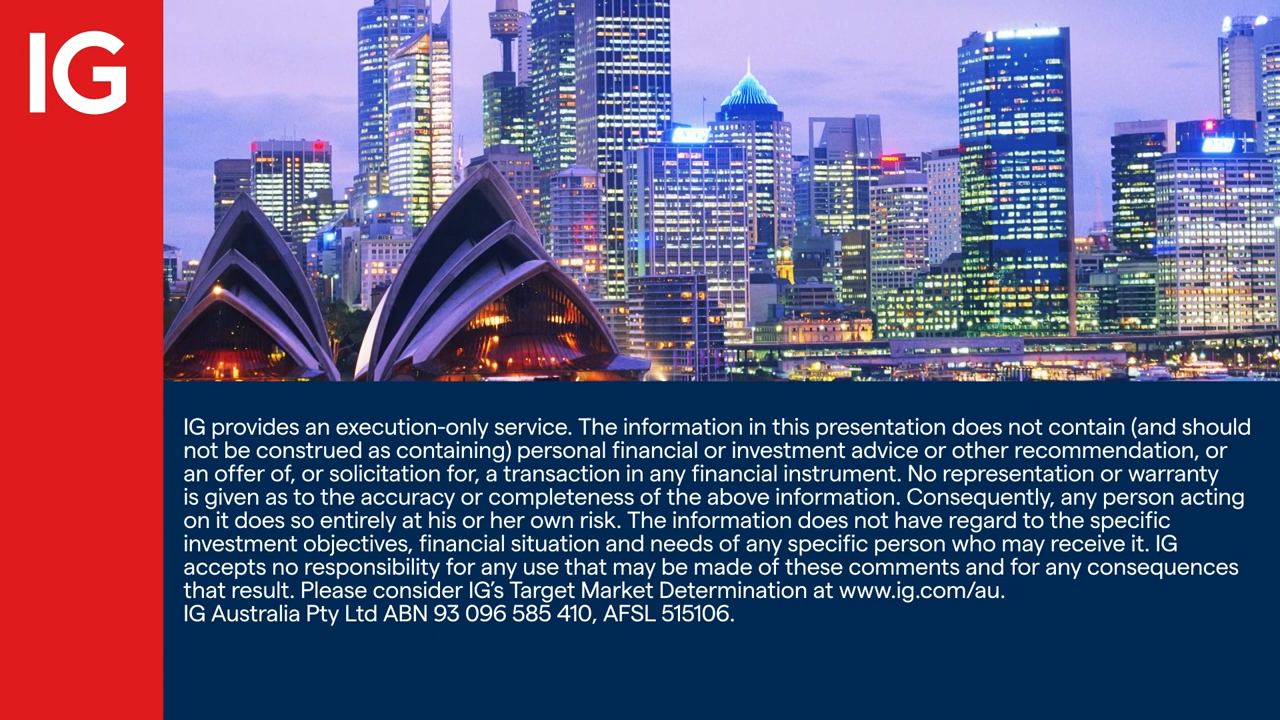 IG
IG provides an execution-only service. The information in this presentation does not contain (and should
not be construed as containing) personal financial or investment advice or other recommendation, or
an offer of, or solicitation for, a transaction in any financial instrument. No representation or warranty
is given as to the accuracy or completeness of the above information. Consequently, any person acting
on it does so entirely at his or her own risk. The information does not have regard to the specific
investment objectives, financial situation and needs of any specific person who may receive it. IG
accepts no responsibility for any use that may be made of these comments and for any consequences
that result. Please consider IG’s Target Market Determination at www.ig.com/au.
IG Australia Pty Ltd ABN 93 096 585 410, AFSL 515106.